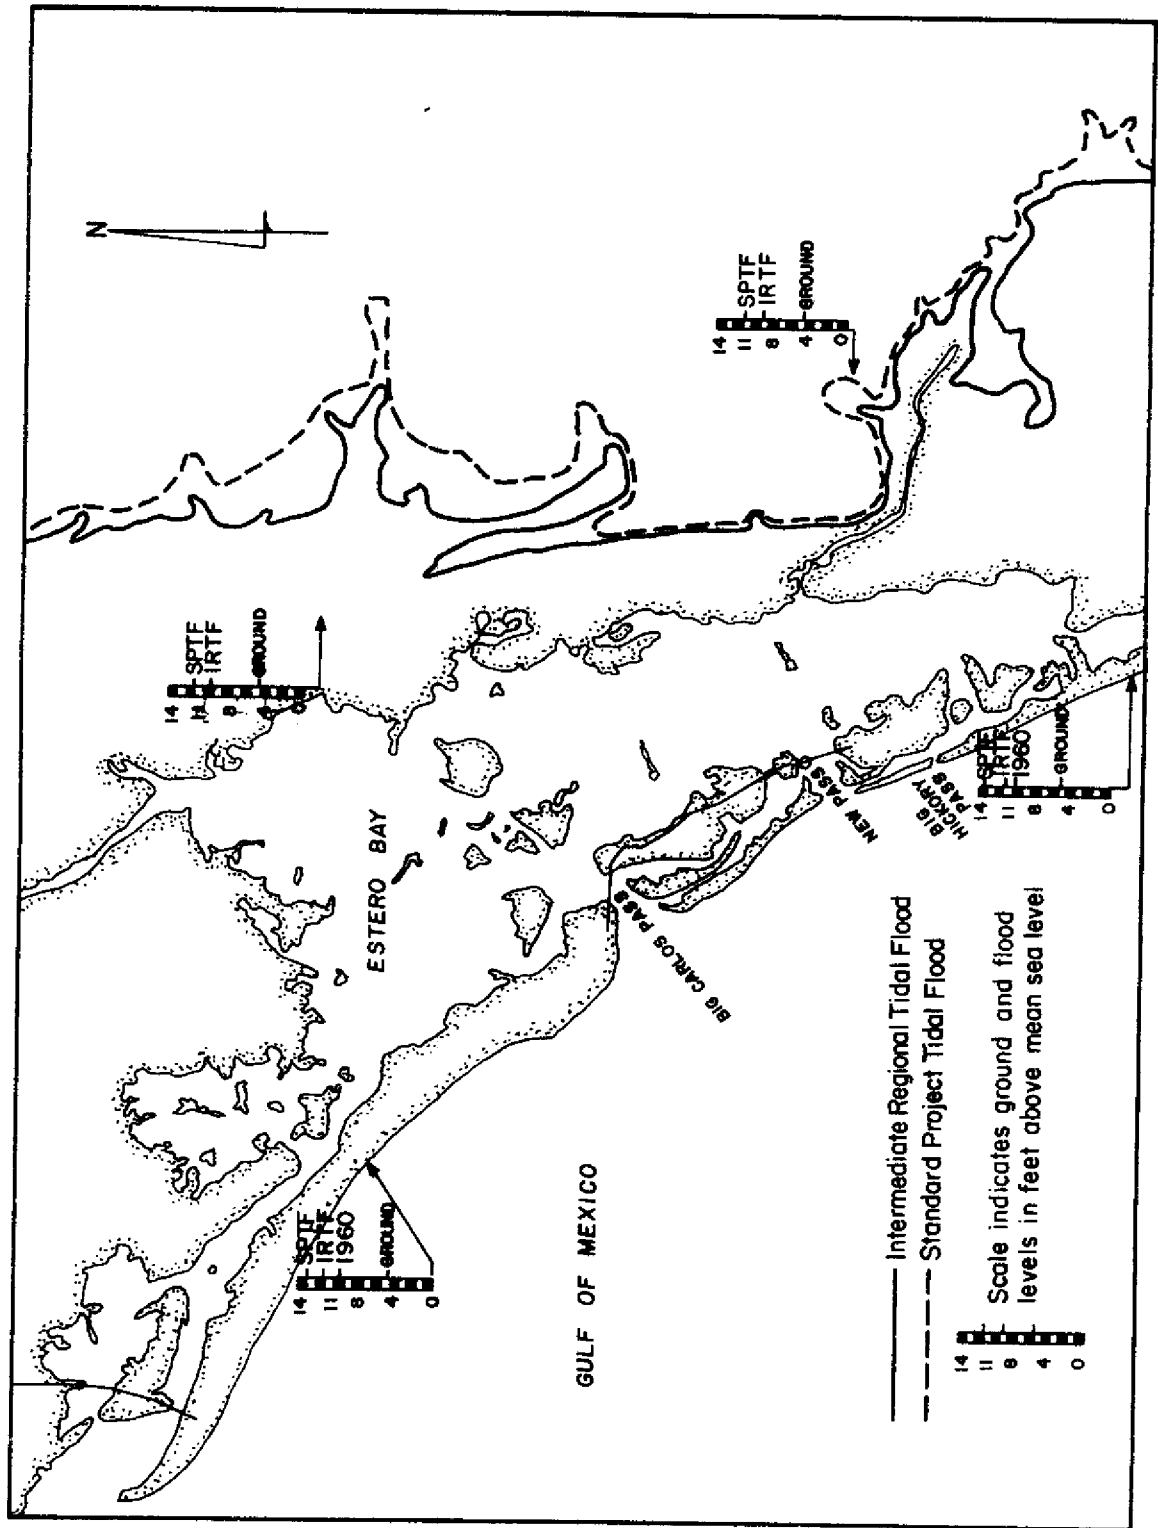 N
14
11
8
4
0
SPTF
IRTF
GROUND
14
11
8
4
0
SPTF
IRTF
GROUND
ESTERO BAY
14
11
8
4
0
SPTF
IRTF
1960
GROUND
BIG CARLOS PASS
NEW PASS
BIG
HICKORY
PASS
14
11
8
4
0
SPTF
IRTF
1960
GROUND
GULF OF MEXICO
Intermediate Regional Tidal Flood
Standard Project Tidal Flood
14
11
8
4
0
Scale indicates ground and flood
levels in feet above mean sea level